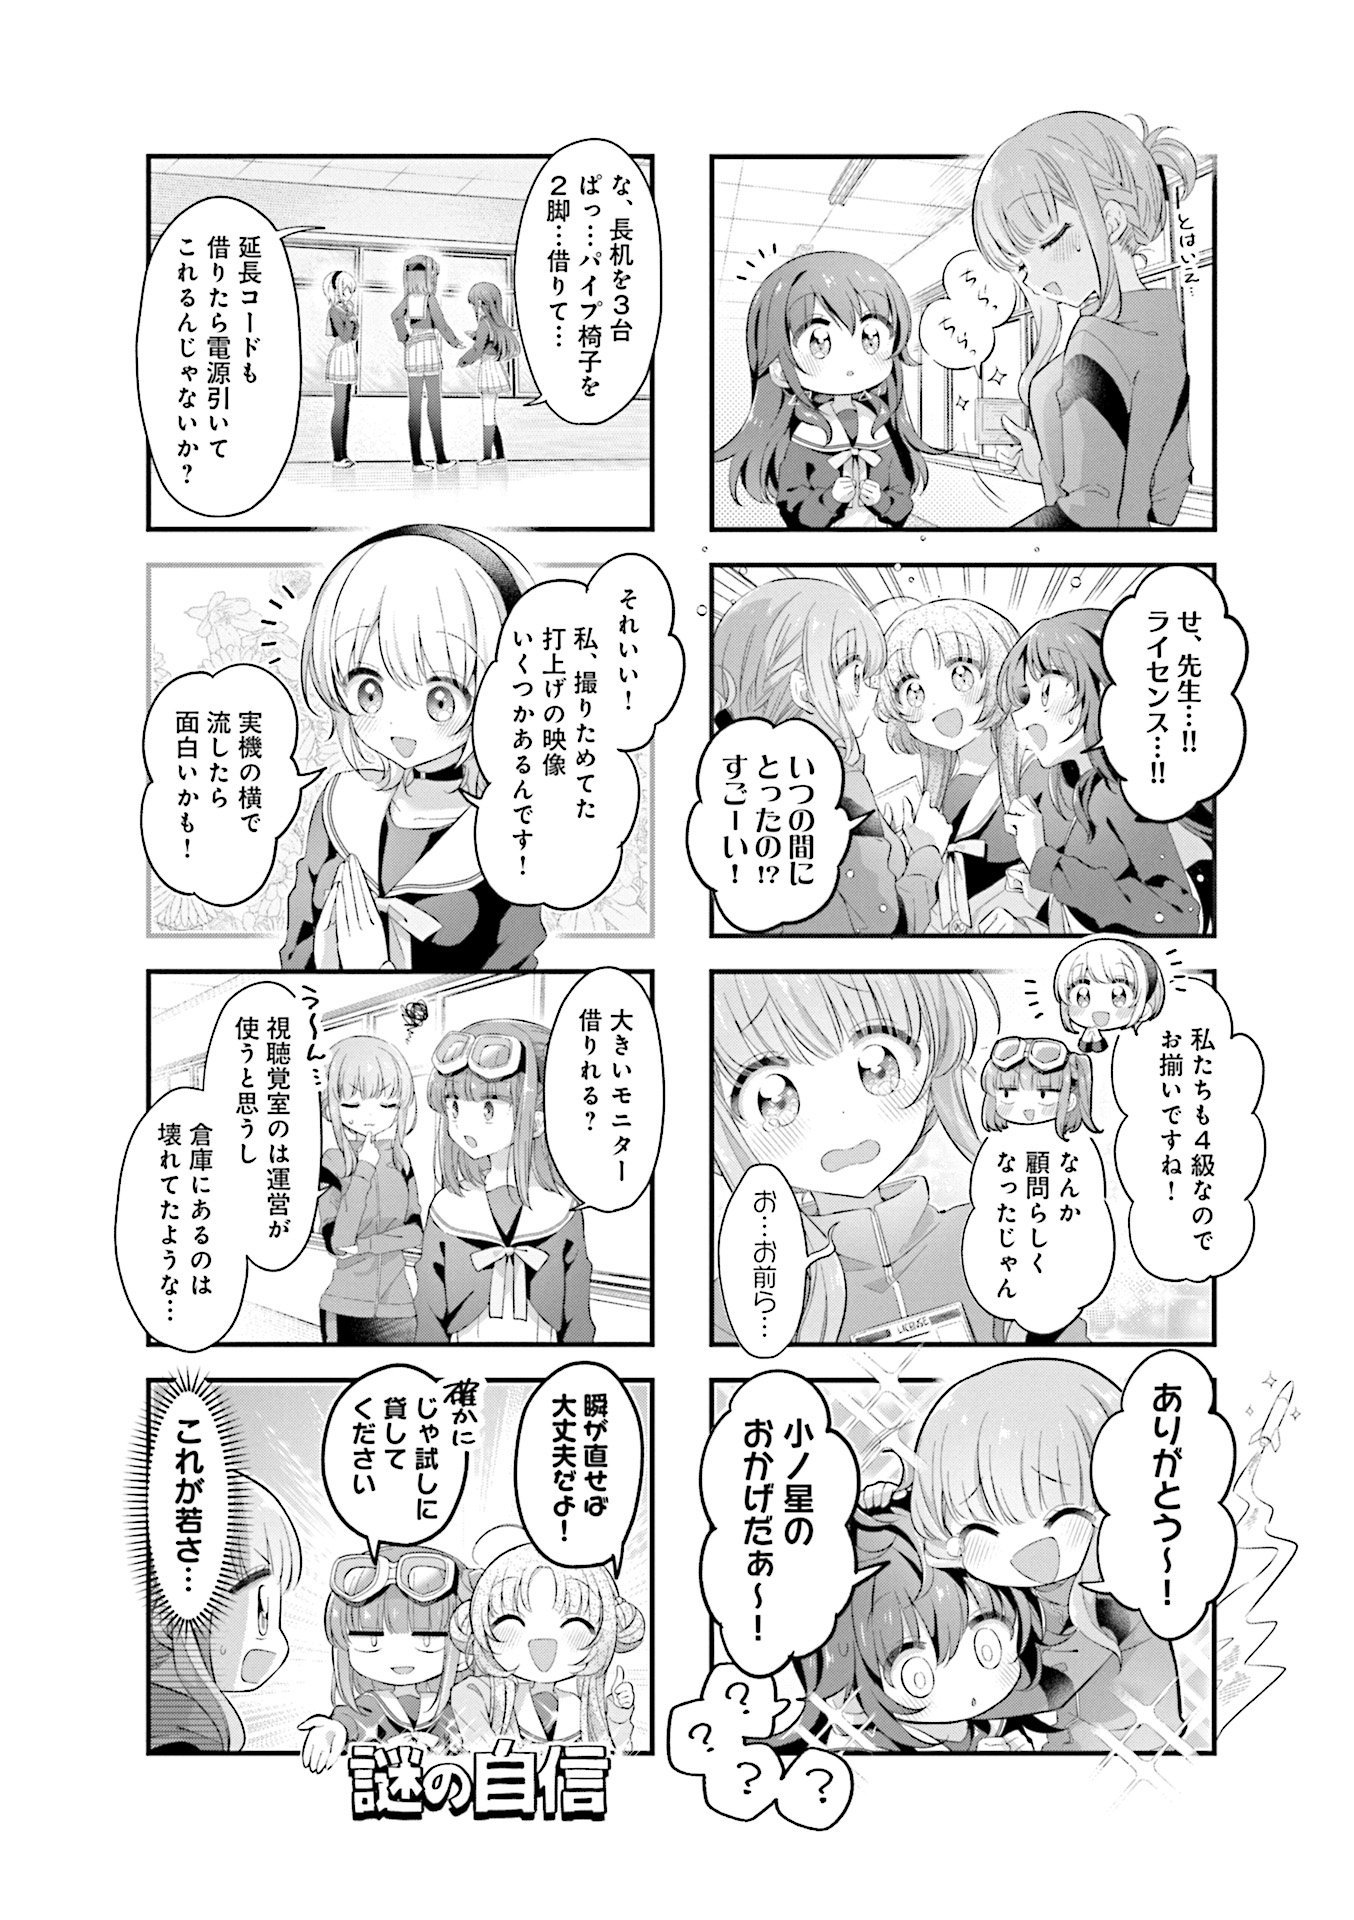 とはいえ…
ちらっ
ちらっ
せ、先生…!!
ライセンス…!!
いつの間に
とったの!?
すごーい!
私たちも4級なので
お揃いですね!
なんか
顧問らしく
なったじゃん
お…お前ら…
LICENSE
ありがとう〜!
小ノ星の
おかげだぁ〜!
?
?
?
?
な、長机を3台
ぱっ…パイプ椅子を
2脚…借りて…
延長コードも
借りたら電源引いて
これるんじゃないか?
それいい!
私、撮りためてた
打上げの映像
いくつかあるんです!
実機の横で
流したら
面白いかも!
大きいモニター
借りれる?
う〜ん…
視聴覚室のは運営が
使うと思うし
倉庫にあるのは
壊れてたような…
瞬が直せば
大丈夫だよ!
確かに
じゃ試しに
貸して
ください
これが若さ…
謎の自信